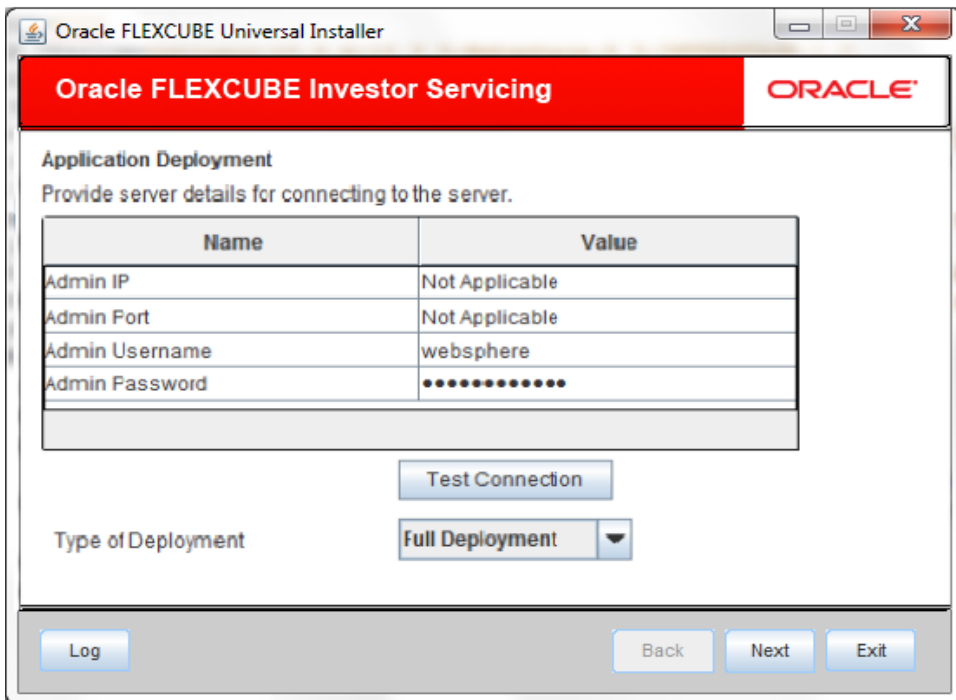 Oracle FLEXCUBE Universal Installer
Oracle FLEXCUBE Investor Servicing
ORACLE
Application Deployment
Provide server details for connecting to the server.
Name Value
Admin IP Not Applicable
Admin Port Not Applicable
Admin Username websphere
Admin Password ••••••••••••
Test Connection
Type of Deployment Full Deployment
Log Back Next Exit